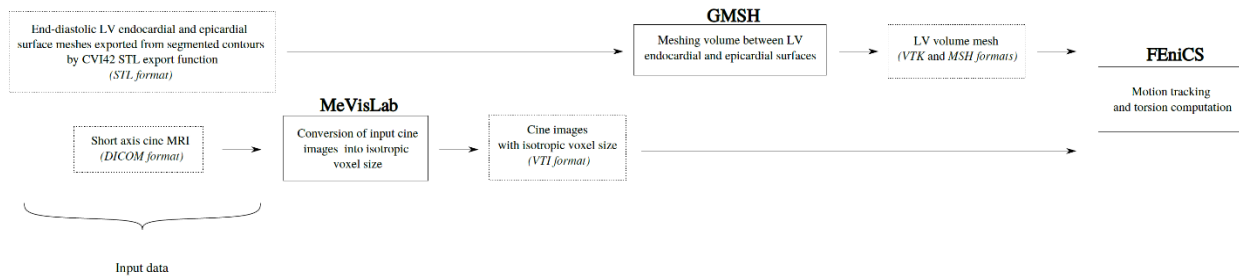 End-diastolic LV endocardial and epicardial
surface meshes exported from segmented contours
by CVI42 STL export function
(STL format)
GMSH
Meshing volume between LV
endocardial and epicardial surfaces
LV volume mesh
(VTK and MSH formats)
FEniCS
Motion tracking
and torsion computation
Short axis cine MRI
(DICOM format)
MeVisLab
Conversion of input cine
images into isotropic
voxel size
Cine images
with isotropic voxel size
(VTI format)
Input data